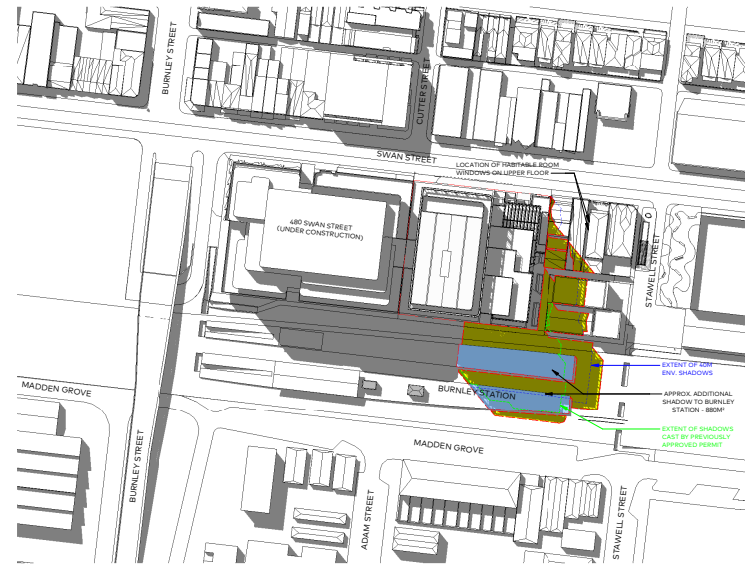 BURNLEY STREET
CUTTER STREET
SWAN STREET
LOCATION OF HABITABLE ROOM
WINDOWS ON UPPER FLOOR
480 SWAN STREET
(UNDER CONSTRUCTION)
STAWELL STREET
EXTENT OF 40M
ENV. SHADOWS
MADDEN GROVE
BURNLEY STATION
APPROX. ADDITIONAL
SHADOW TO BURNLEY
STATION - 880M²
EXTENT OF SHADOWS
CAST BY PREVIOUSLY
APPROVED PERMIT.
MADDEN GROVE
BURNLEY STREET
ADAM STREET
STAWELL STREET